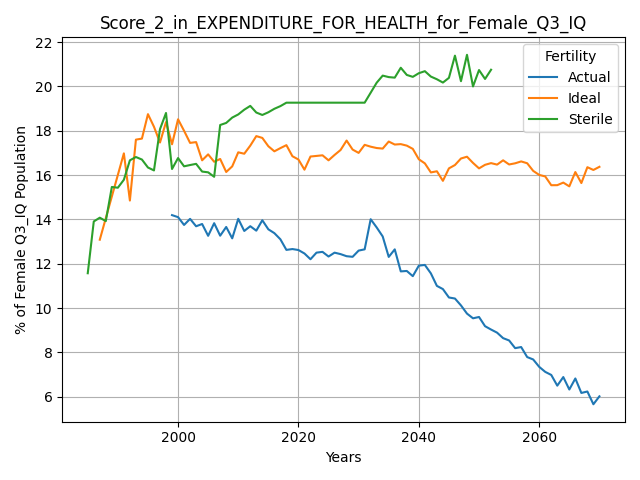 Score_2_in_EXPENDITURE_FOR_HEALTH_for_Female_Q3_IQ
Fertility
Actual
Ideal
Sterile
% of Female Q3_IQ Population
22
20
18
16
14
12
10
8
6
2000
2020
2040
2060
Years